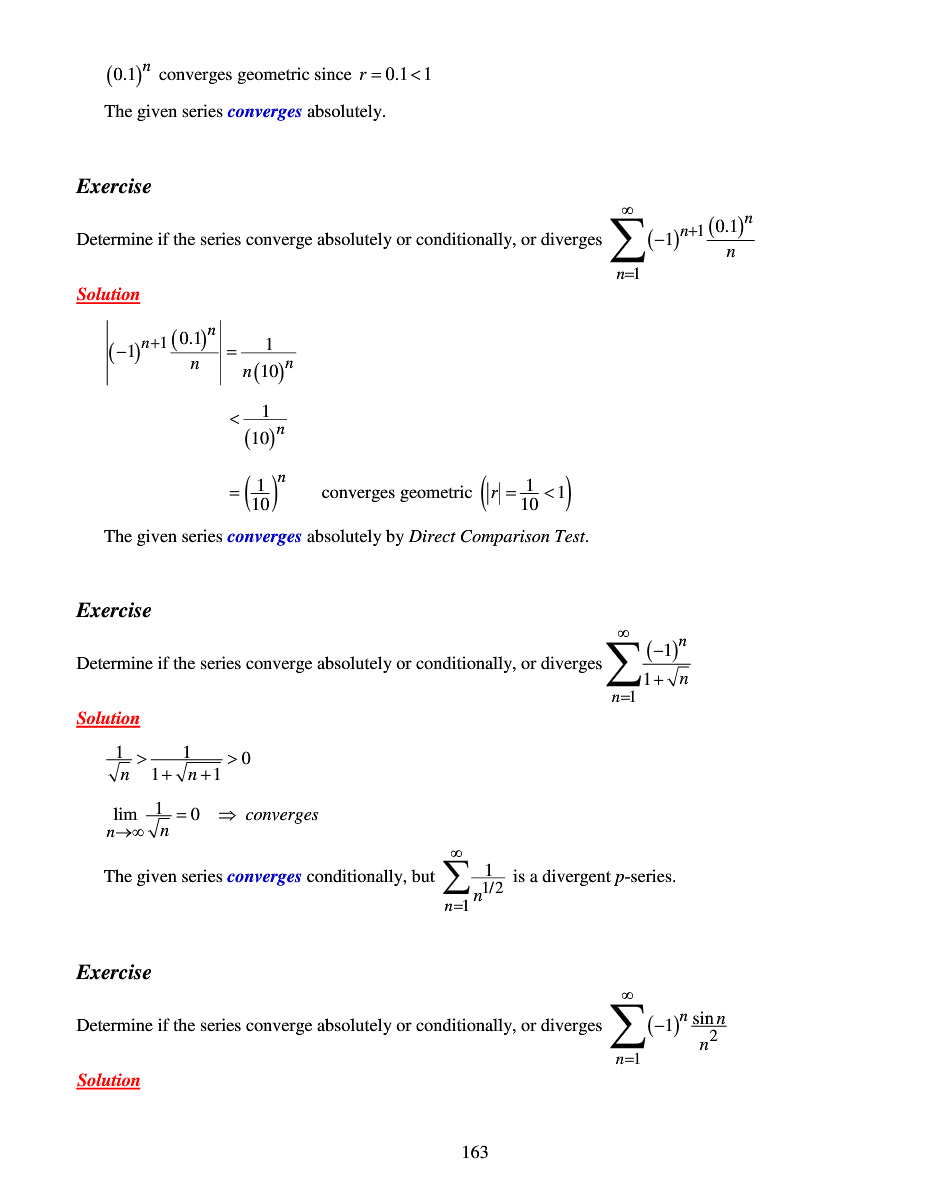 (0.1)^n converges geometric since r = 0.1 < 1
The given series converges absolutely.
Exercise
Determine if the series converge absolutely or conditionally, or diverges \sum_{n=1}^{∞} (−1)^{n+1} \frac{(0.1)^n}{n}
Solution
\left| (−1)^{n+1} \frac{(0.1)^n}{n} \right| = \frac{1}{n(10)^n}
< \frac{1}{(10)^n}
= \left( \frac{1}{10} \right)^n converges geometric \left( |r| = \frac{1}{10} < 1 \right)
The given series converges absolutely by Direct Comparison Test.
Exercise
Determine if the series converge absolutely or conditionally, or diverges \sum_{n=1}^{∞} \frac{(−1)^n}{1 + \sqrt{n}}
Solution
\frac{1}{\sqrt{n}} > \frac{1}{1 + \sqrt{n+1}} > 0
\lim_{n→∞} \frac{1}{\sqrt{n}} = 0 ⇒ converges
The given series converges conditionally, but \sum_{n=1}^{∞} \frac{1}{n^{1/2}} is a divergent p-series.
Exercise
Determine if the series converge absolutely or conditionally, or diverges \sum_{n=1}^{∞} (−1)^n \frac{\sin n}{n^2}
Solution
163